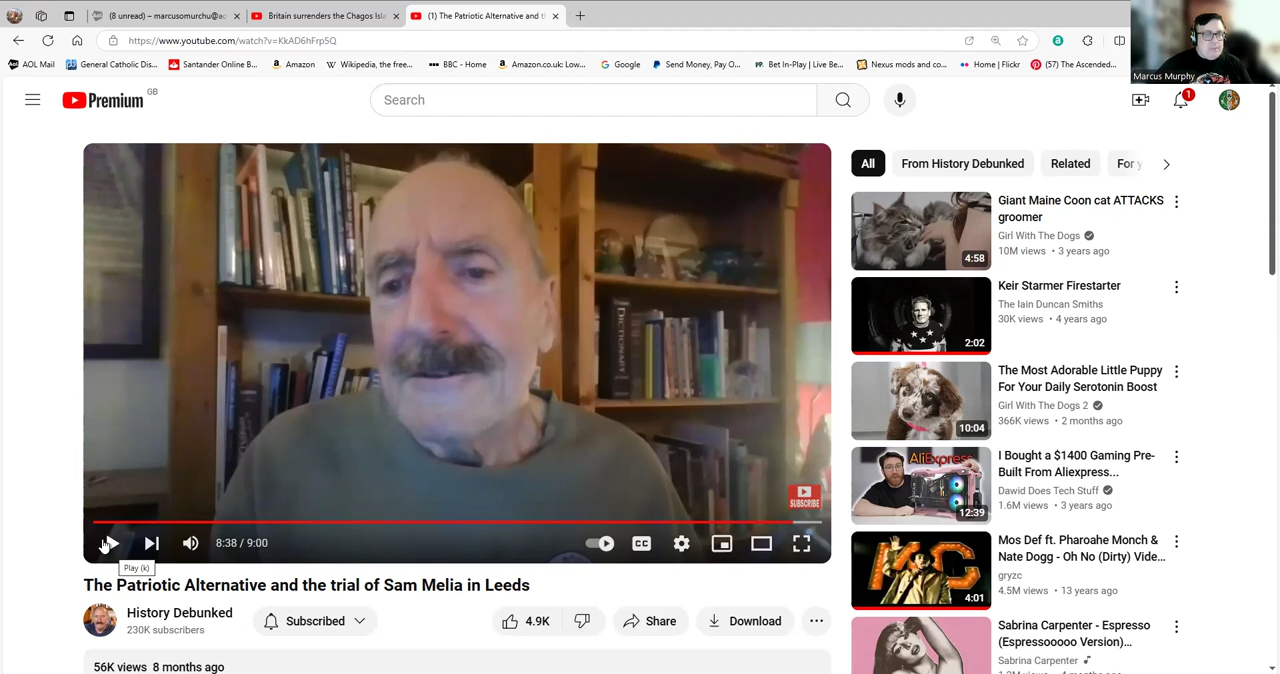 (8 unread) – marcusomurchu@ao
Britain surrenders the Chagos Isla
(1) The Patriotic Alternative and th
https://www.youtube.com/watch?v=KkAD6hFrp5Q
AOL Mail
General Catholic Dis...
Santander Online B...
Amazon
Wikipedia, the free...
BBC - Home
Amazon.co.uk: Low...
Google
Send Money, Pay O...
Bet In-Play | Live Be...
Nexus mods and co...
Home | Flickr
(57) The Ascended...
Marcus Murphy
Premium GB
Search
1
All
From History Debunked
Related
For y
DICTIONARY
SUBSCRIBE
8:38 / 9:00
CC
Play (k)
The Patriotic Alternative and the trial of Sam Melia in Leeds
History Debunked
230K subscribers
Subscribed
4.9K
Share
Download
56K views 8 months ago
Giant Maine Coon cat ATTACKS
groomer
Girl With The Dogs
10M views • 3 years ago
4:58
Keir Starmer Firestarter
The Iain Duncan Smiths
30K views • 4 years ago
2:02
The Most Adorable Little Puppy
For Your Daily Serotonin Boost
Girl With The Dogs 2
366K views • 2 months ago
10:04
I Bought a $1400 Gaming Pre-
Built From Aliexpress...
Dawid Does Tech Stuff
1.6M views • 3 years ago
AliExpress
12:39
Mos Def ft. Pharoahe Monch &
Nate Dogg - Oh No (Dirty) Vide...
gryzc
4.5M views • 13 years ago
4:01
Sabrina Carpenter - Espresso
(Espressooooo Version)…
Sabrina Carpenter